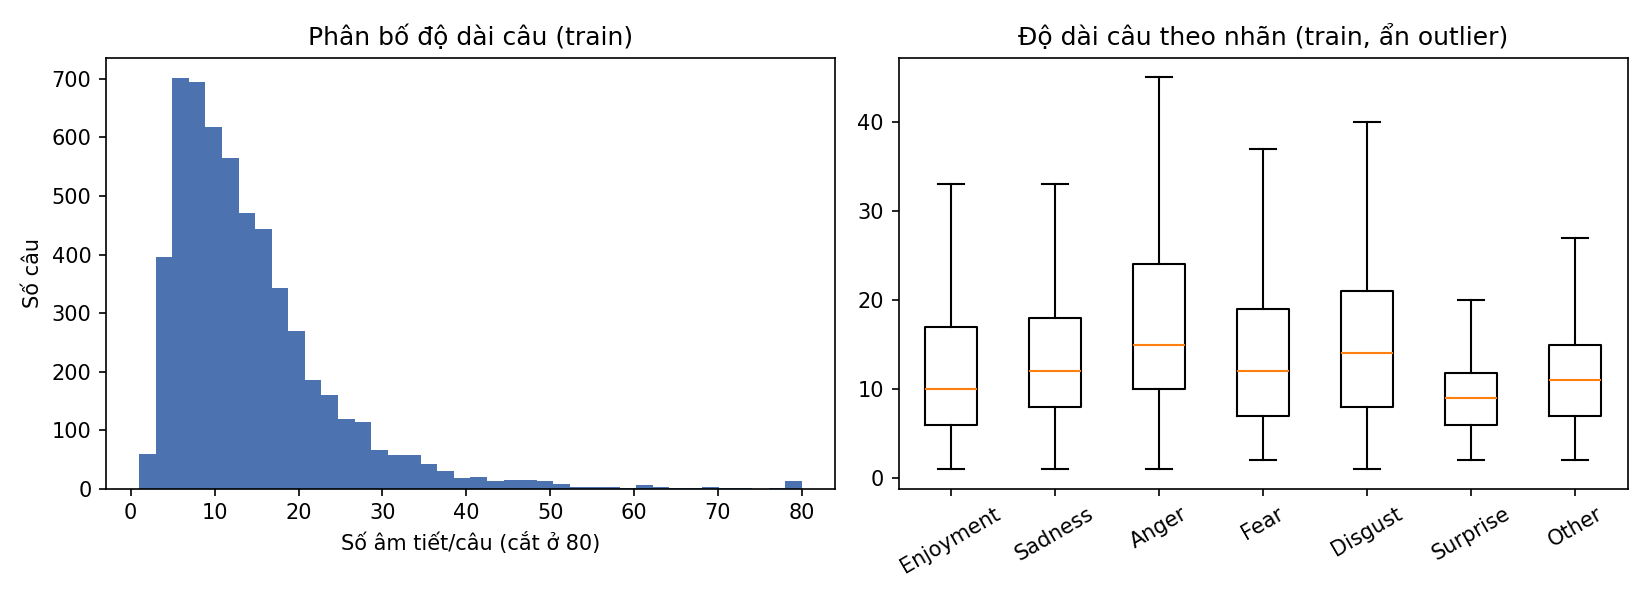 Phân bố độ dài câu (train)
Số câu
700
600
500
400
300
200
100
0
0 10 20 30 40 50 60 70 80
Số âm tiết/câu (cắt ở 80)
Độ dài câu theo nhãn (train, ẩn outlier)
40
30
20
10
0
Enjoyment Sadness Anger Fear Disgust Surprise Other